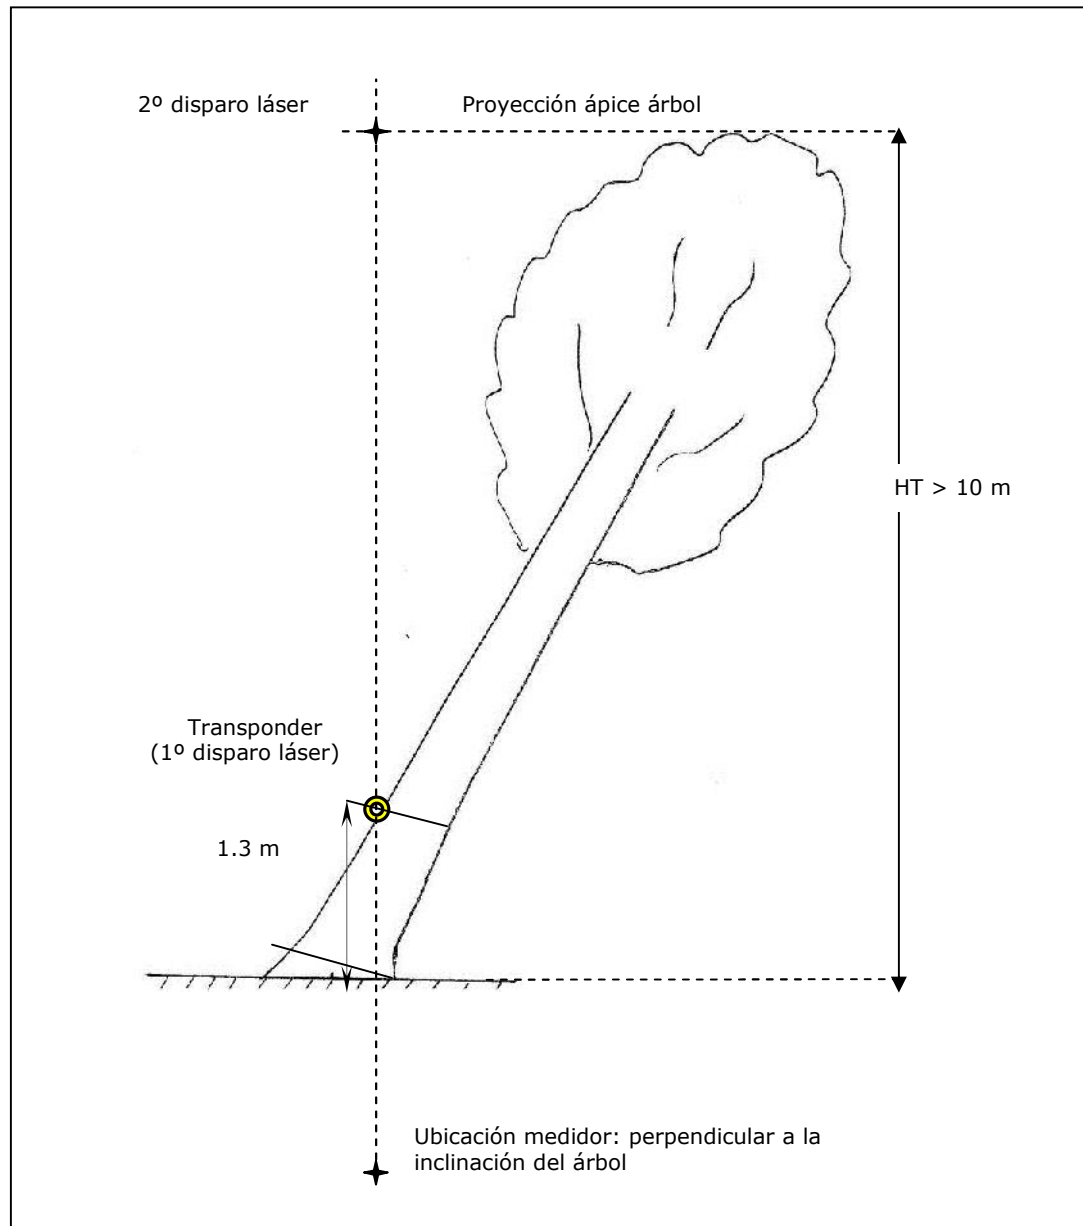 2º disparo láser
Proyección ápice árbol
HT > 10 m
Transponder
(1º disparo láser)
1.3 m
Ubicación medidor: perpendicular a la
inclinación del árbol